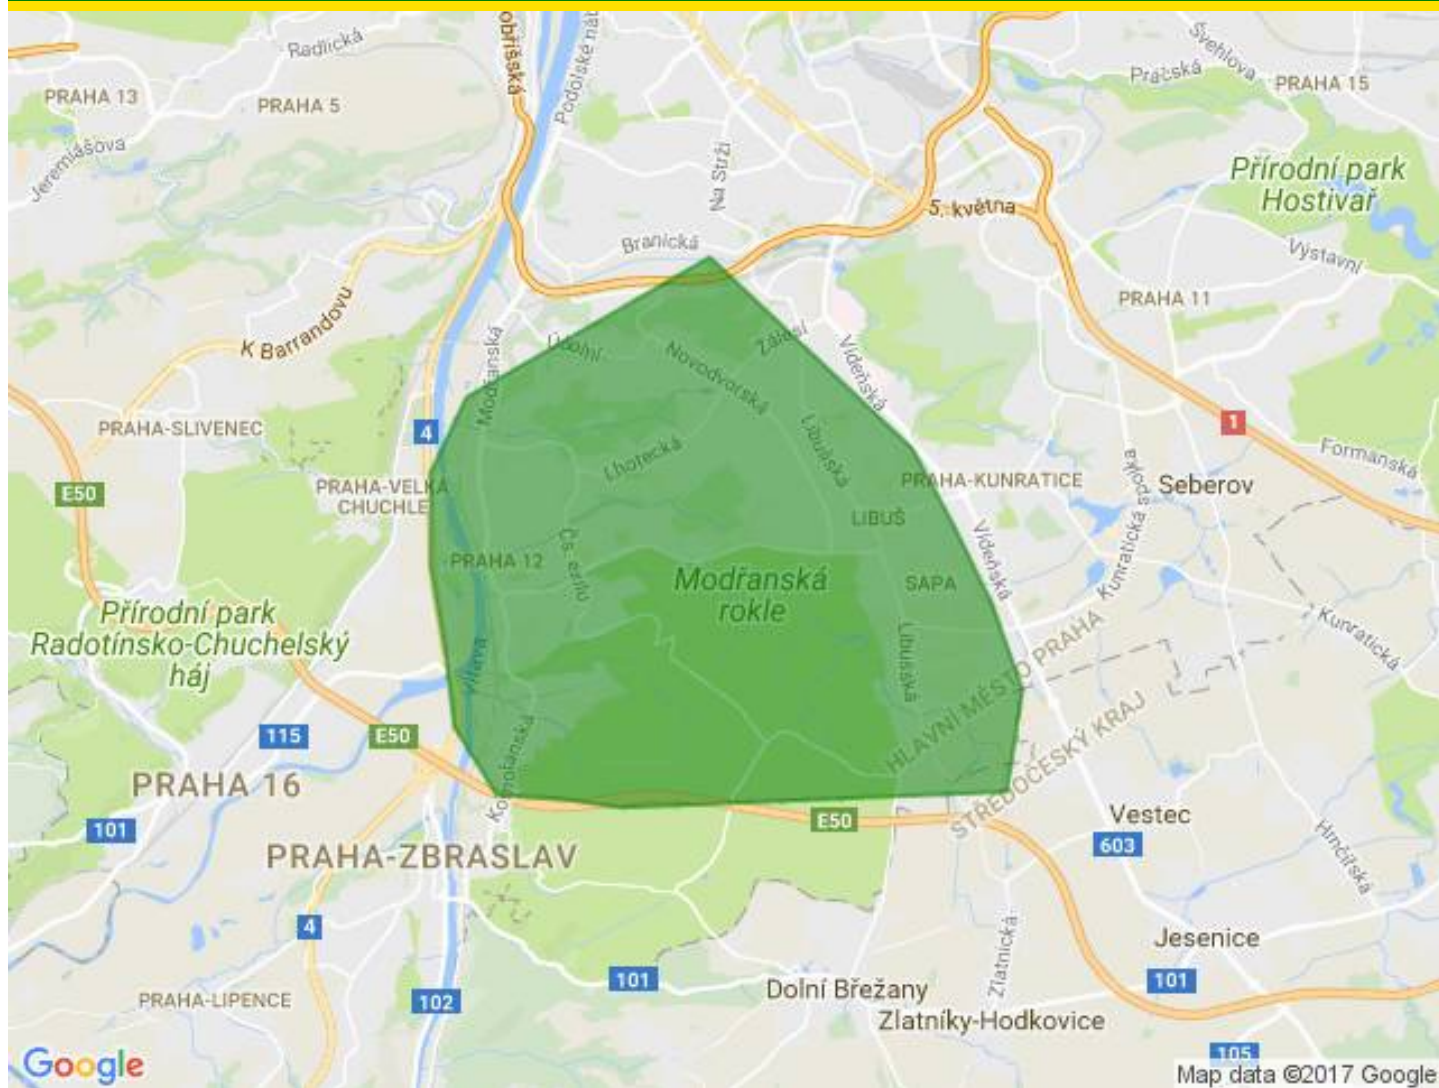 Radlická
obříšská
Podolské náb
Švehlova
Práčská
PRAHA 15
PRAHA 13
PRAHA 5
Jeremiášova
Na Strži
Přírodní park
Hostivař
5. května
Branická
Výstavní
K Barrandovu
PRAHA 11
Údolní
Modřanská
Zálesí
Novodvorská
Vídeňská
PRAHA-SLIVENEC
4
1
Libušská
Lhotecká
Formanská
E50
PRAHA-VELKÁ
CHUCHLE
PRAHA-KUNRATICE
Šeberov
LIBUŠ
Kunratická spojka
Vídeňská
PRAHA 12
Čs. exilu
Modřanská
rokle
SAPA
Přírodní park
Radotínsko-Chuchelský
háj
Kunratická
Vltava
Libušská
HLAVNÍ MĚSTO PRAHA
STŘEDOČESKÝ KRAJ
115
E50
Komořanská
PRAHA 16
101
E50
Vestec
603
PRAHA-ZBRASLAV
Hrnčířská
4
Zlatnická
Jesenice
101
101
PRAHA-LIPENCE
102
Dolní Břežany
Zlatníky-Hodkovice
105
Google
Map data ©2017 Google